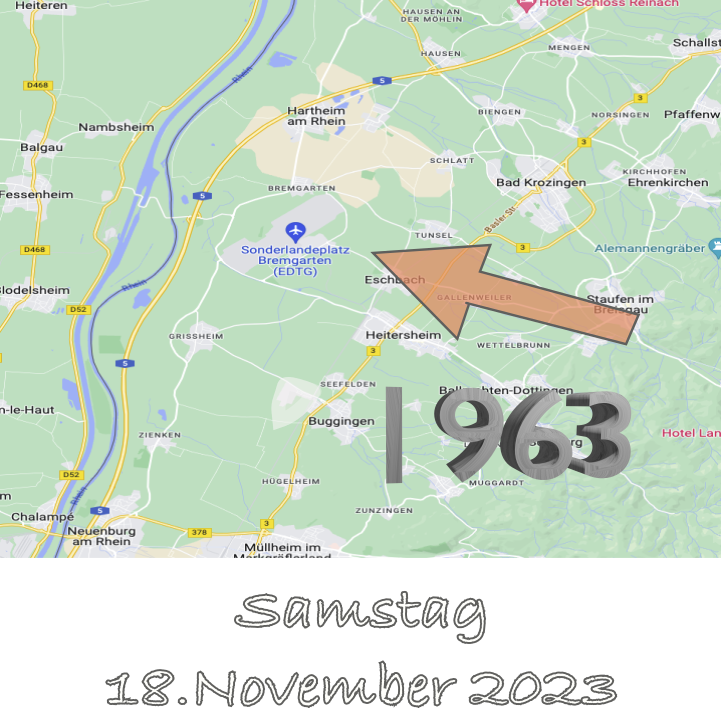 Heiteren
HAUSEN AN
DER MÖHLIN
Hotel Schloss Reinach
HAUSEN
MENGEN
Schallst
5
Rhein
D468
3
Hartheim
am Rhein
BIENGEN
NORSINGEN
Pfaffenw
Nambsheim
3
Balgau
SCHLATT
KIRCHHOFEN
Bad Krozingen
Ehrenkirchen
BREMGARTEN
Fessenheim
5
Basler Str.
TUNSEL
3
Alemannengräber
D468
Sonderlandeplatz
Bremgarten
(EDTG)
Eschbach
Rhein
Blodelsheim
GALLENWEILER
Staufen im
Breisgau
D52
GRISSHEIM
Heitersheim
WETTELBRUNN
3
5
SEEFELDEN
1963
n-le-Haut
Buggingen
ZIENKEN
Hotel Lan
D52
HÜGELHEIM
MUGGARDT
Rhein
5
ZUNZINGEN
Chalampé
3
Neuenburg
am Rhein
378
Müllheim im
Markgräflerland
Samstag
18.November 2023